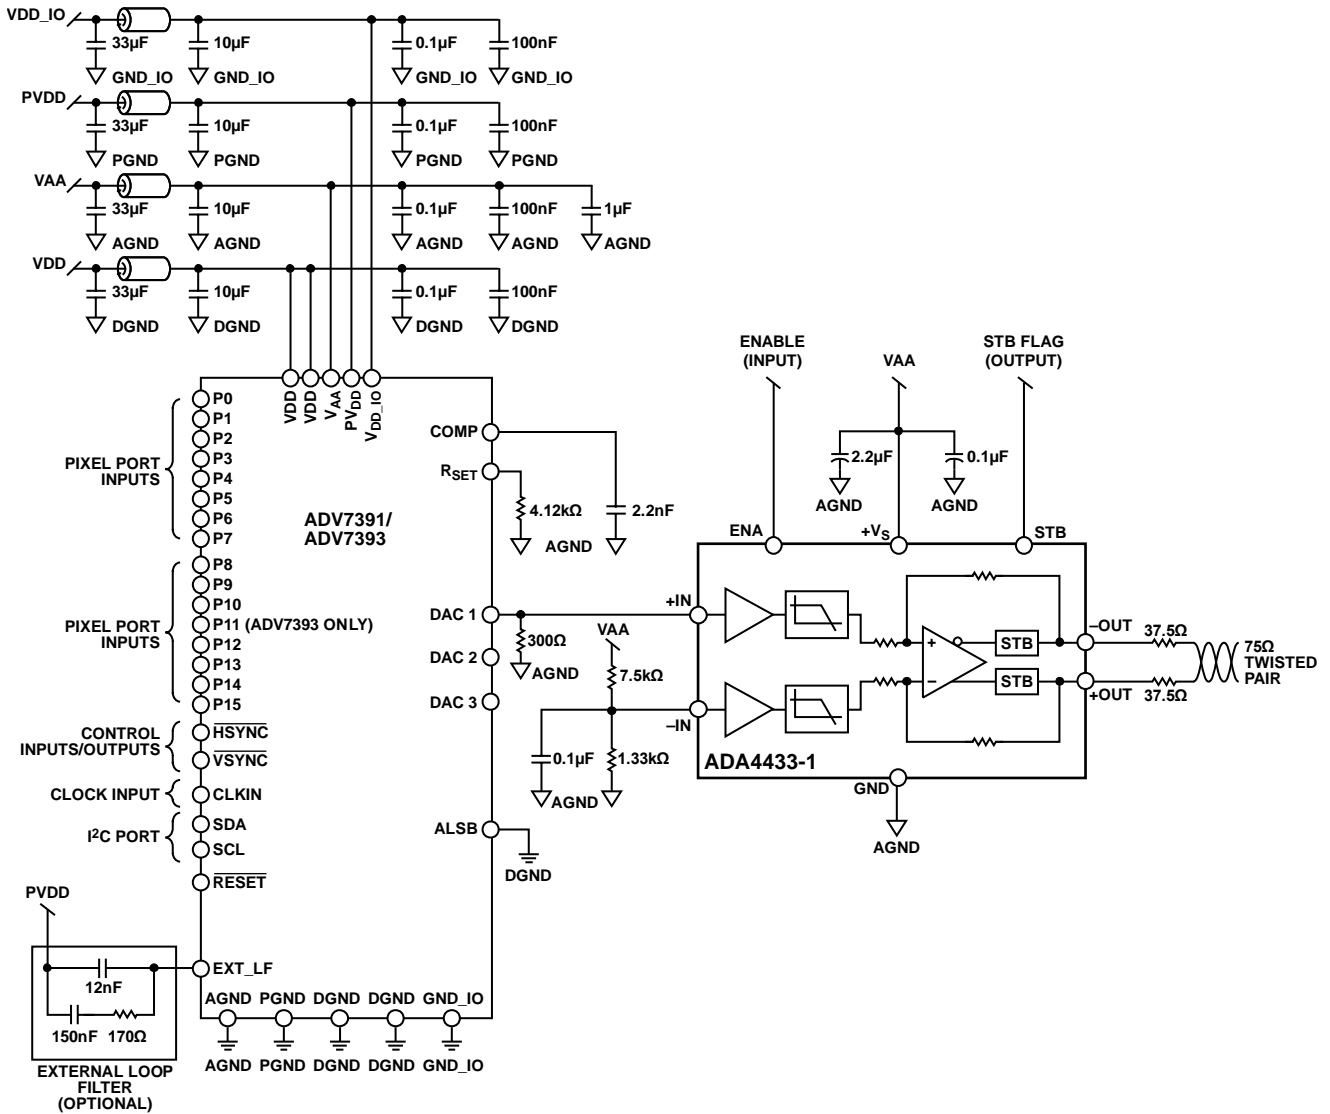 VDD_IO
33µF
10µF
0.1µF
100nF
GND_IO
GND_IO
GND_IO
GND_IO
PVDD
33µF
10µF
0.1µF
100nF
PGND
PGND
PGND
PGND
VAA
33µF
10µF
0.1µF
100nF
1µF
AGND
AGND
AGND
AGND
AGND
VDD
33µF
10µF
0.1µF
100nF
DGND
DGND
DGND
DGND
VDD
VDD
VAA
PVDD
VDD_IO
P0
P1
P2
P3
P4
P5
P6
P7
PIXEL PORT
INPUTS
P8
P9
P10
P11 (ADV7393 ONLY)
P12
P13
P14
P15
PIXEL PORT
INPUTS
CONTROL
INPUTS/OUTPUTS
HSYNC
VSYNC
CLOCK INPUT
CLKIN
I2C PORT
SDA
SCL
RESET
PVDD
EXT_LF
12nF
150nF
170Ω
EXTERNAL LOOP
FILTER
(OPTIONAL)
ADV7391/
ADV7393
AGND
PGND
DGND
DGND
GND_IO
AGND
PGND
DGND
DGND
GND_IO
COMP
RSET
4.12kΩ
2.2nF
AGND
DAC 1
DAC 2
DAC 3
300Ω
AGND
VAA
7.5kΩ
0.1µF
1.33kΩ
AGND
ALSB
DGND
ENABLE
(INPUT)
VAA
STB FLAG
(OUTPUT)
2.2µF
0.1µF
AGND
AGND
ENA
+VS
STB
+IN
–IN
+
–
STB
STB
ADA4433-1
GND
AGND
–OUT
+OUT
37.5Ω
37.5Ω
75Ω
TWISTED
PAIR